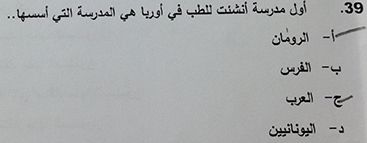 39. أول مدرسة أنشئت للطب في أوربا هي المدرسة التي أسسها..
أ- الرومان
ب- الفرس
ج- العرب
د- اليونانيين